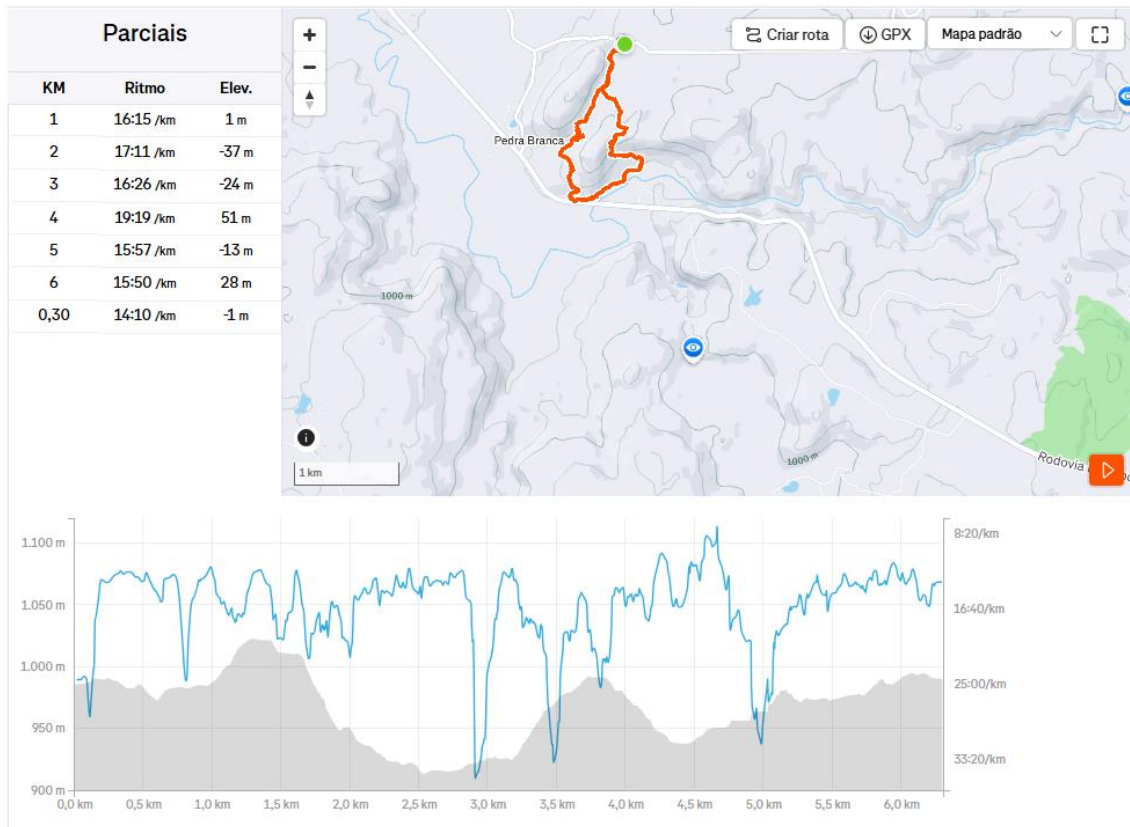 Parciais
KM Ritmo Elev.
1 16:15 /km 1 m
2 17:11 /km -37 m
3 16:26 /km -24 m
4 19:19 /km 51 m
5 15:57 /km -13 m
6 15:50 /km 28 m
0,30 14:10 /km -1 m
+
−
Criar rota
GPX
Mapa padrão
Pedra Branca
1000 m
1000 m
Rodovia
i
1 km
1.100 m
1.050 m
1.000 m
950 m
900 m
8:20/km
16:40/km
25:00/km
33:20/km
0,0 km 0,5 km 1,0 km 1,5 km 2,0 km 2,5 km 3,0 km 3,5 km 4,0 km 4,5 km 5,0 km 5,5 km 6,0 km